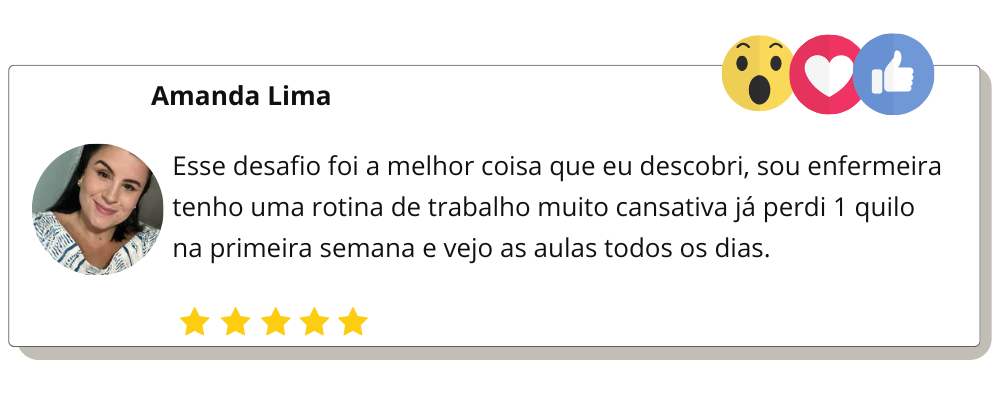 Amanda Lima
Esse desafio foi a melhor coisa que eu descobri, sou enfermeira
tenho uma rotina de trabalho muito cansativa já perdi 1 quilo
na primeira semana e vejo as aulas todos os dias.